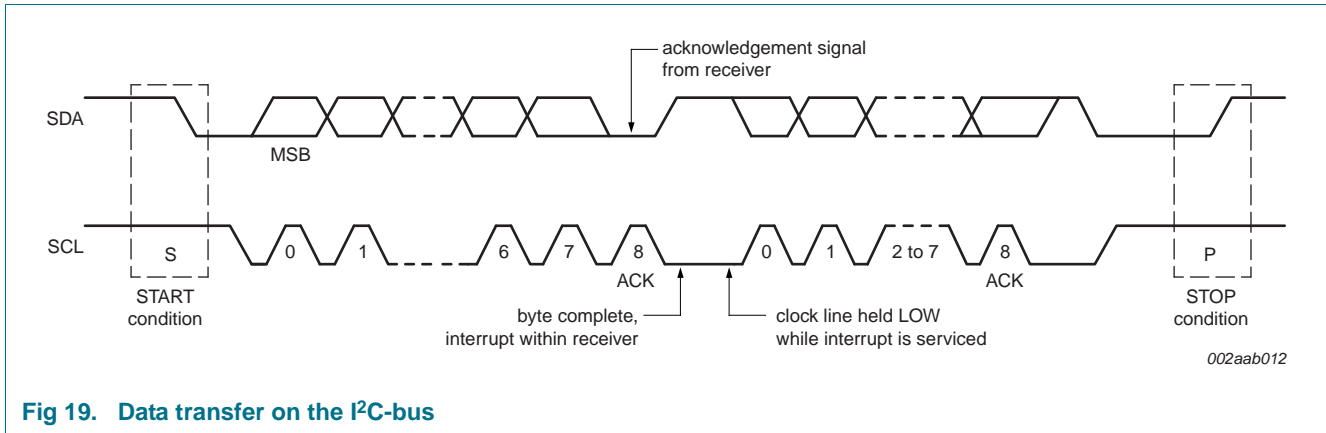 acknowledgement signal
from receiver
SDA
MSB
SCL
S
0
1
6
7
8
0
1
2 to 7
8
P
ACK
ACK
START
condition
byte complete,
interrupt within receiver
clock line held LOW
while interrupt is serviced
STOP
condition
002aab012
Fig 19. Data transfer on the I²C-bus